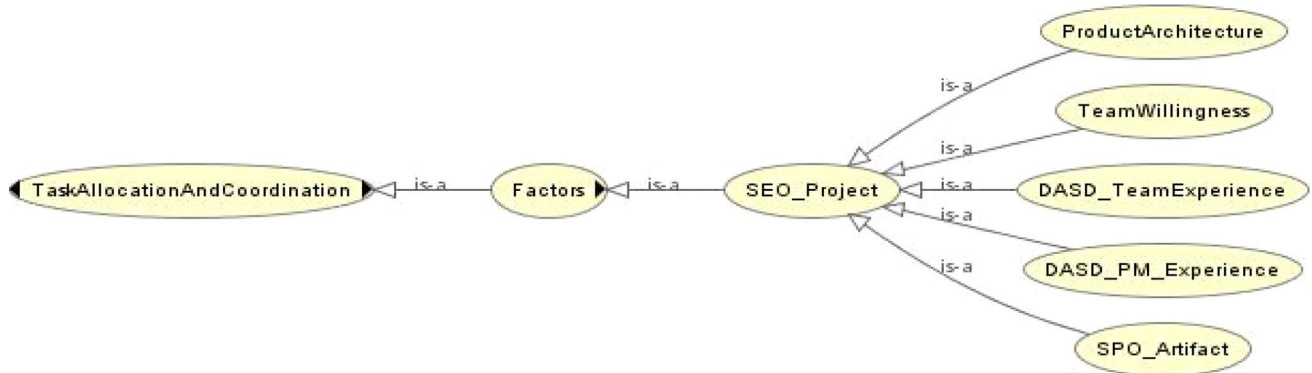 ProductArchitecture
is-a
TeamWillingness
is-a
TaskAllocationAndCoordination is-a Factors is-a SEO_Project is-a DASD_TeamExperience
is-a
DASD_PM_Experience
is-a
SPO_Artifact